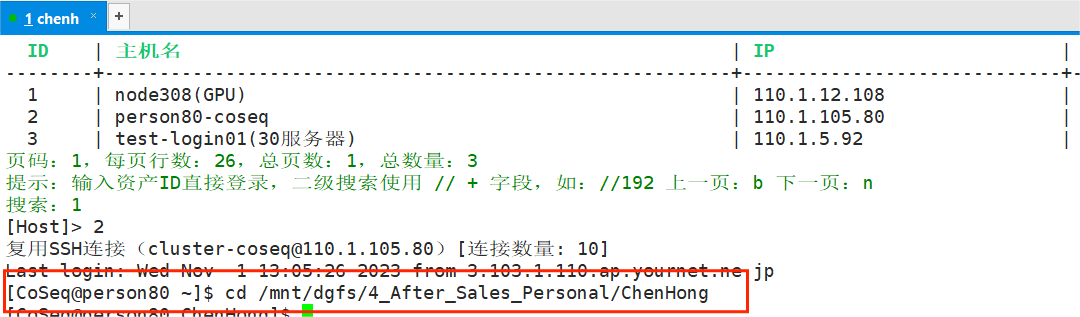 1 chenh × +
ID | 主机名 | IP |
--------+-----------------------------------------------------------+------------------------------+-
1 | node308(GPU) | 110.1.12.108 |
2 | person80-coseq | 110.1.105.80 |
3 | test-login01(30服务器) | 110.1.5.92 |
页码：1，每页行数：26，总页数：1，总数量：3
提示：输入资产ID直接登录，二级搜索使用 // + 字段，如：//192 上一页：b 下一页：n
搜索：1
[Host]> 2
复用SSH连接（cluster-coseq@110.1.105.80）[连接数量: 10]
Last login: Wed Nov  1 13:05:26 2023 from 3.103.1.110.ap.yournet.ne.jp
[CoSeq@person80 ~]$ cd /mnt/dgfs/4_After_Sales_Personal/ChenHong
[CoSeq@person80 ChenHong]$